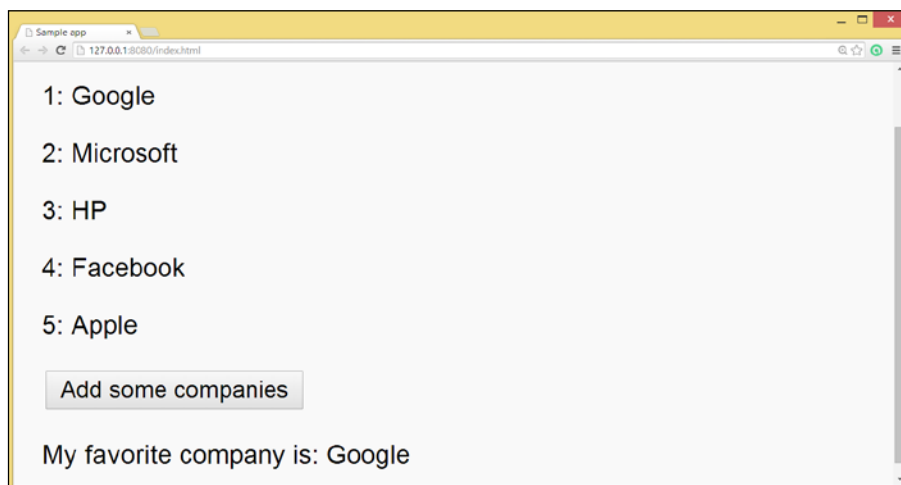 Sample app
127.0.0.1:8080/index.html
1: Google
2: Microsoft
3: HP
4: Facebook
5: Apple
Add some companies
My favorite company is: Google